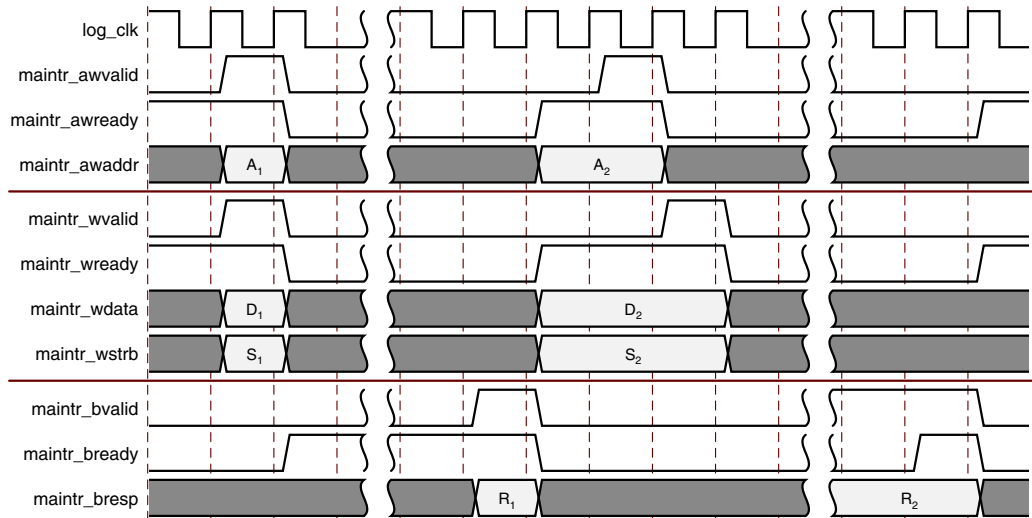 log_clk
maintr_awvalid
maintr_awready
maintr_awaddr A₁ A₂
maintr_wvalid
maintr_wready
maintr_wdata D₁ D₂
maintr_wstrb S₁ S₂
maintr_bvalid
maintr_bready
maintr_bresp R₁ R₂